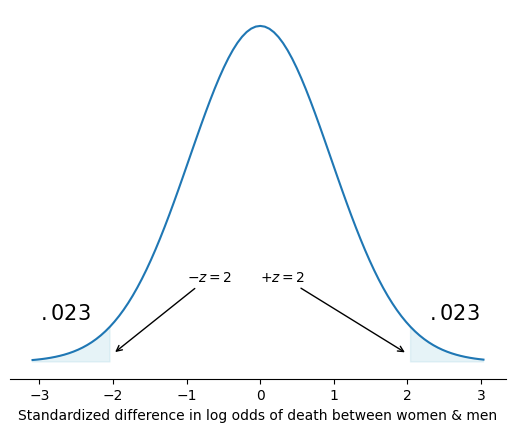 −z = 2
+z = 2
.023
.023
−3 −2 −1 0 1 2 3
Standardized difference in log odds of death between women & men